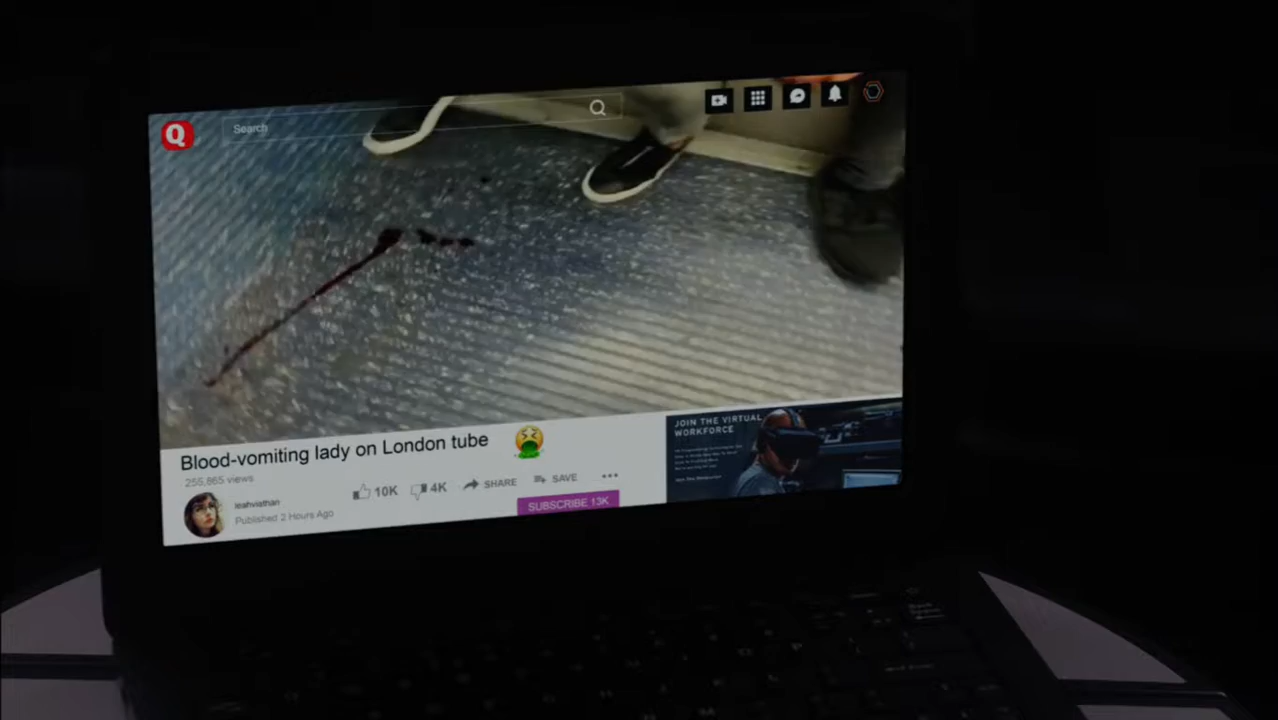 Q
Search
Blood-vomiting lady on London tube
255,865 views
leahviathan
Published 2 Hours Ago
10K
4K
SHARE
SAVE
SUBSCRIBE 13K
JOIN THE VIRTUAL
WORKFORCE